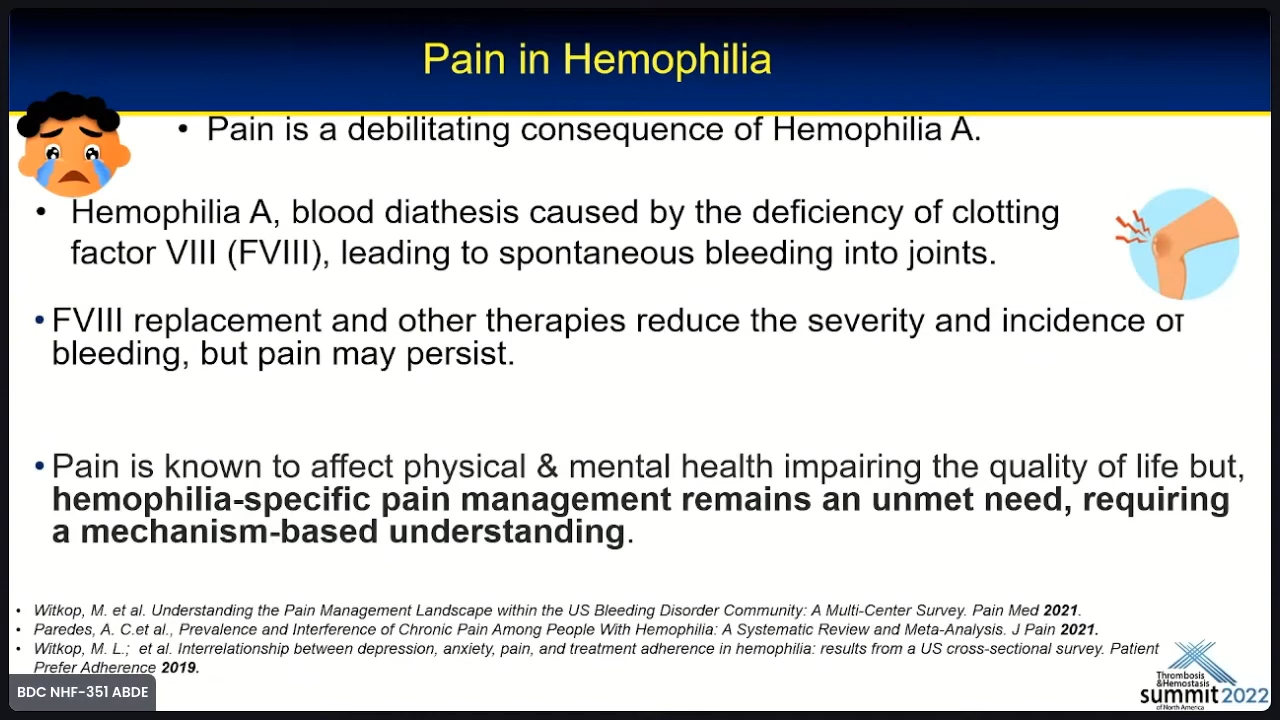 Pain in Hemophilia
• Pain is a debilitating consequence of Hemophilia A.
• Hemophilia A, blood diathesis caused by the deficiency of clotting
factor VIII (FVIII), leading to spontaneous bleeding into joints.
• FVIII replacement and other therapies reduce the severity and incidence of
bleeding, but pain may persist.
• Pain is known to affect physical & mental health impairing the quality of life but,
hemophilia-specific pain management remains an unmet need, requiring
a mechanism-based understanding.
• Witkop, M. et al. Understanding the Pain Management Landscape within the US Bleeding Disorder Community: A Multi-Center Survey. Pain Med 2021.
• Paredes, A. C.et al., Prevalence and Interference of Chronic Pain Among People With Hemophilia: A Systematic Review and Meta-Analysis. J Pain 2021.
• Witkop, M. L.; et al. Interrelationship between depression, anxiety, pain, and treatment adherence in hemophilia: results from a US cross-sectional survey. Patient
Prefer Adherence 2019.
BDC NHF-351 ABDE
Thrombosis
&Hemostasis
summit 2022
of North America